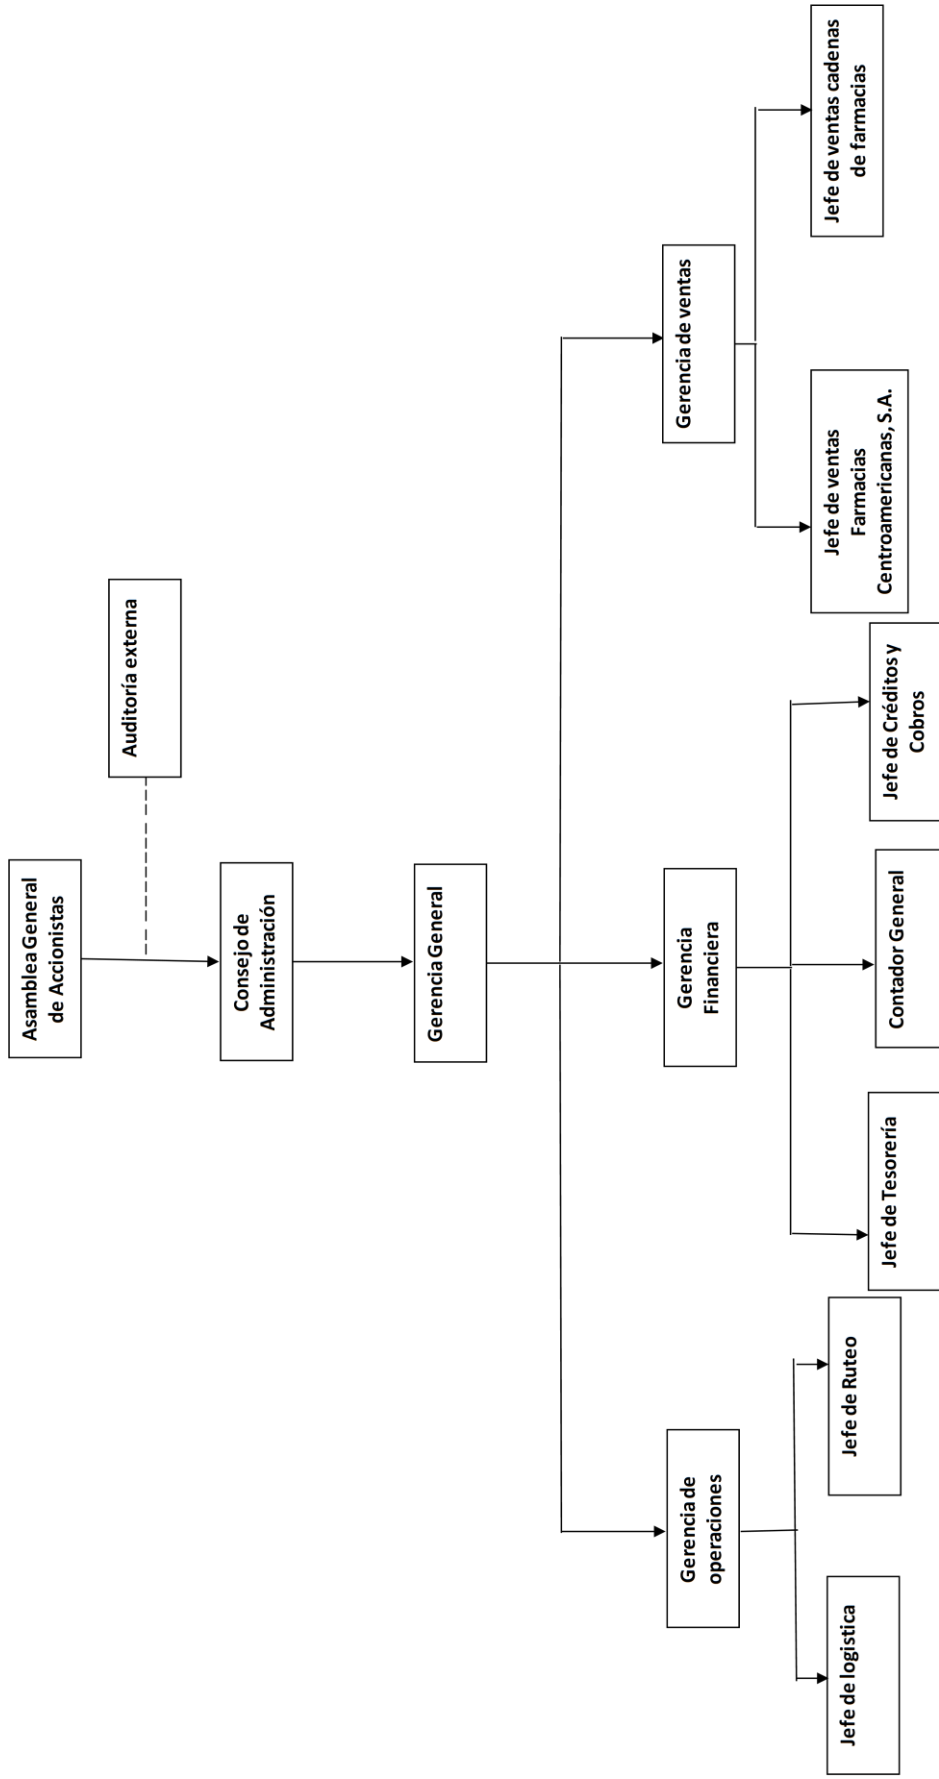 Asamblea General
de Accionistas
Auditoría externa
Consejo de
Administración
Gerencia General
Gerencia de
operaciones
Gerencia
Financiera
Gerencia de ventas
Jefe de logistica
Jefe de Ruteo
Jefe de Tesorería
Contador General
Jefe de Créditos y
Cobros
Jefe de ventas
Farmacias
Centroamericanas, S.A.
Jefe de ventas cadenas
de farmacias